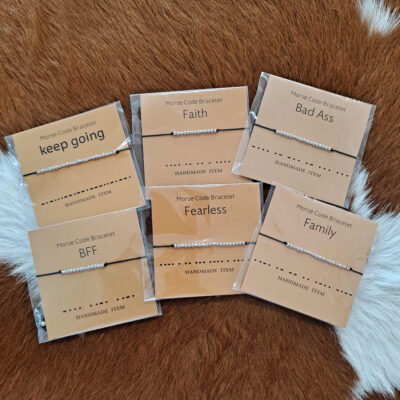 Morse Code Bracelet
keep going
HANDMADE ITEM
Morse Code Bracelet
Faith
HANDMADE ITEM
Morse Code Bracelet
Bad Ass
HANDMADE ITEM
Morse Code Bracelet
BFF
HANDMADE ITEM
Morse Code Bracelet
Fearless
HANDMADE ITEM
Morse Code Bracelet
Family
HANDMADE ITEM